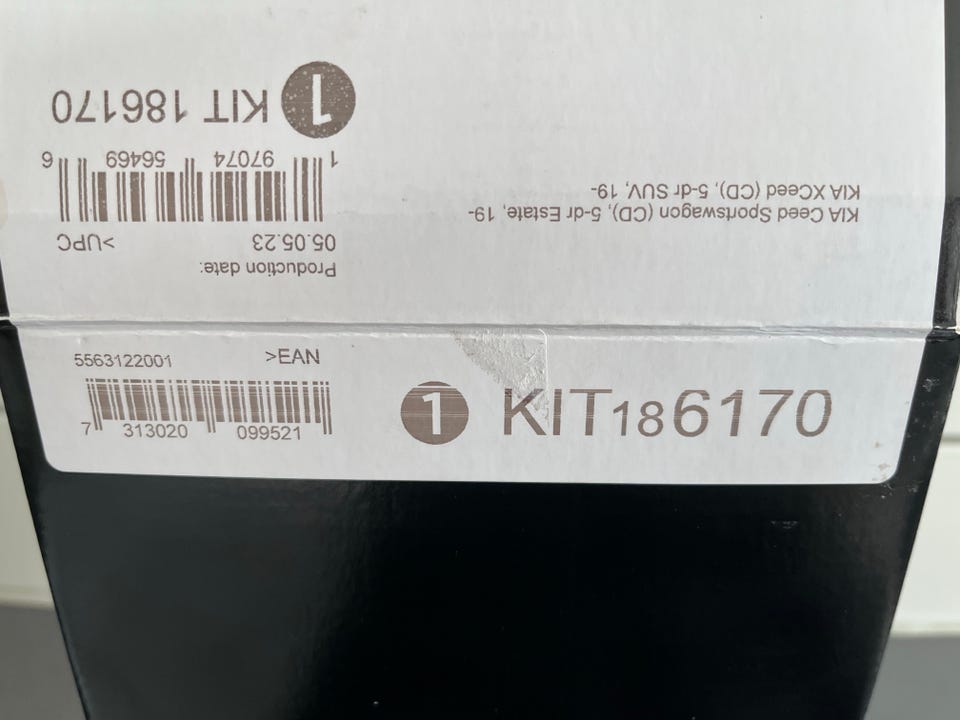 KIA Ceed Sportswagon (CD), 5-dr Estate, 19-
KIA XCeed (CD), 5-dr SUV, 19-
Production date:
05.05.23 >UPC
1 97074 56469 6
1 KIT 186170
5563122001 >EAN
7 313020 099521
1 KIT186170